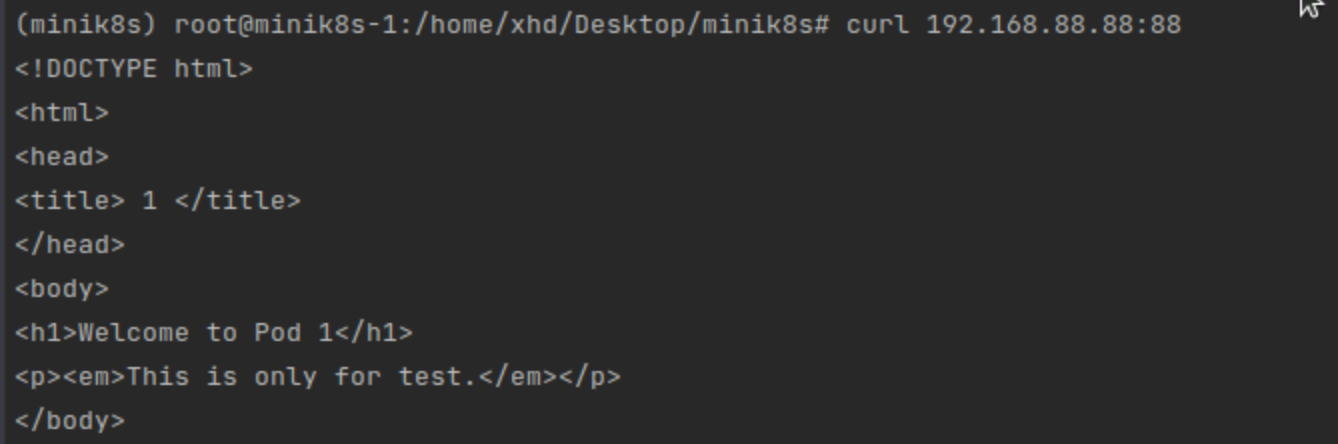 (minik8s) root@minik8s-1:/home/xhd/Desktop/minik8s# curl 192.168.88.88:88
<!DOCTYPE html>
<html>
<head>
<title> 1 </title>
</head>
<body>
<h1>Welcome to Pod 1</h1>
<p><em>This is only for test.</em></p>
</body>